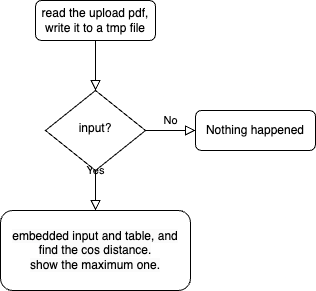 read the upload pdf,
write it to a tmp file
input?
No
Nothing happened
Yes
embedded input and table, and
find the cos distance.
show the maximum one.